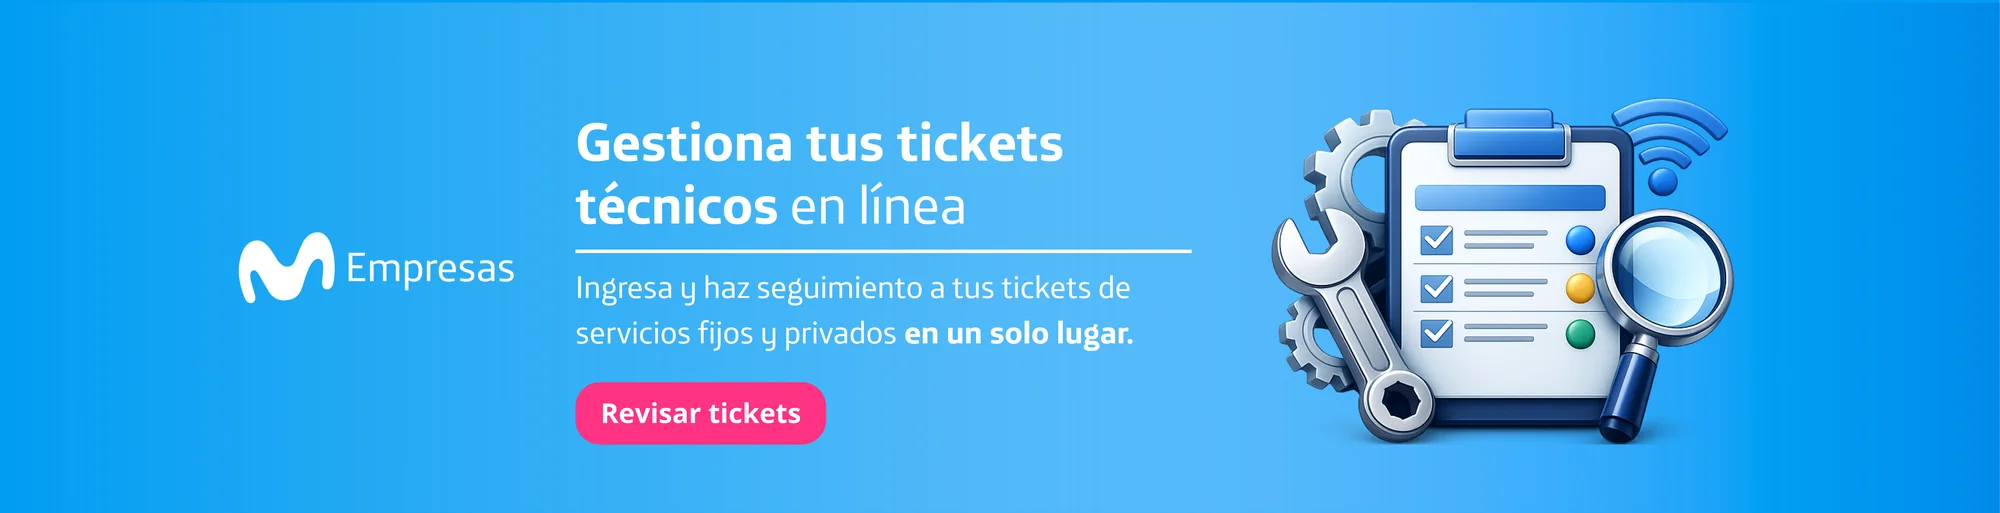 Empresas
Gestiona tus tickets
técnicos en línea
Ingresa y haz seguimiento a tus tickets de
servicios fijos y privados en un solo lugar.
Revisar tickets